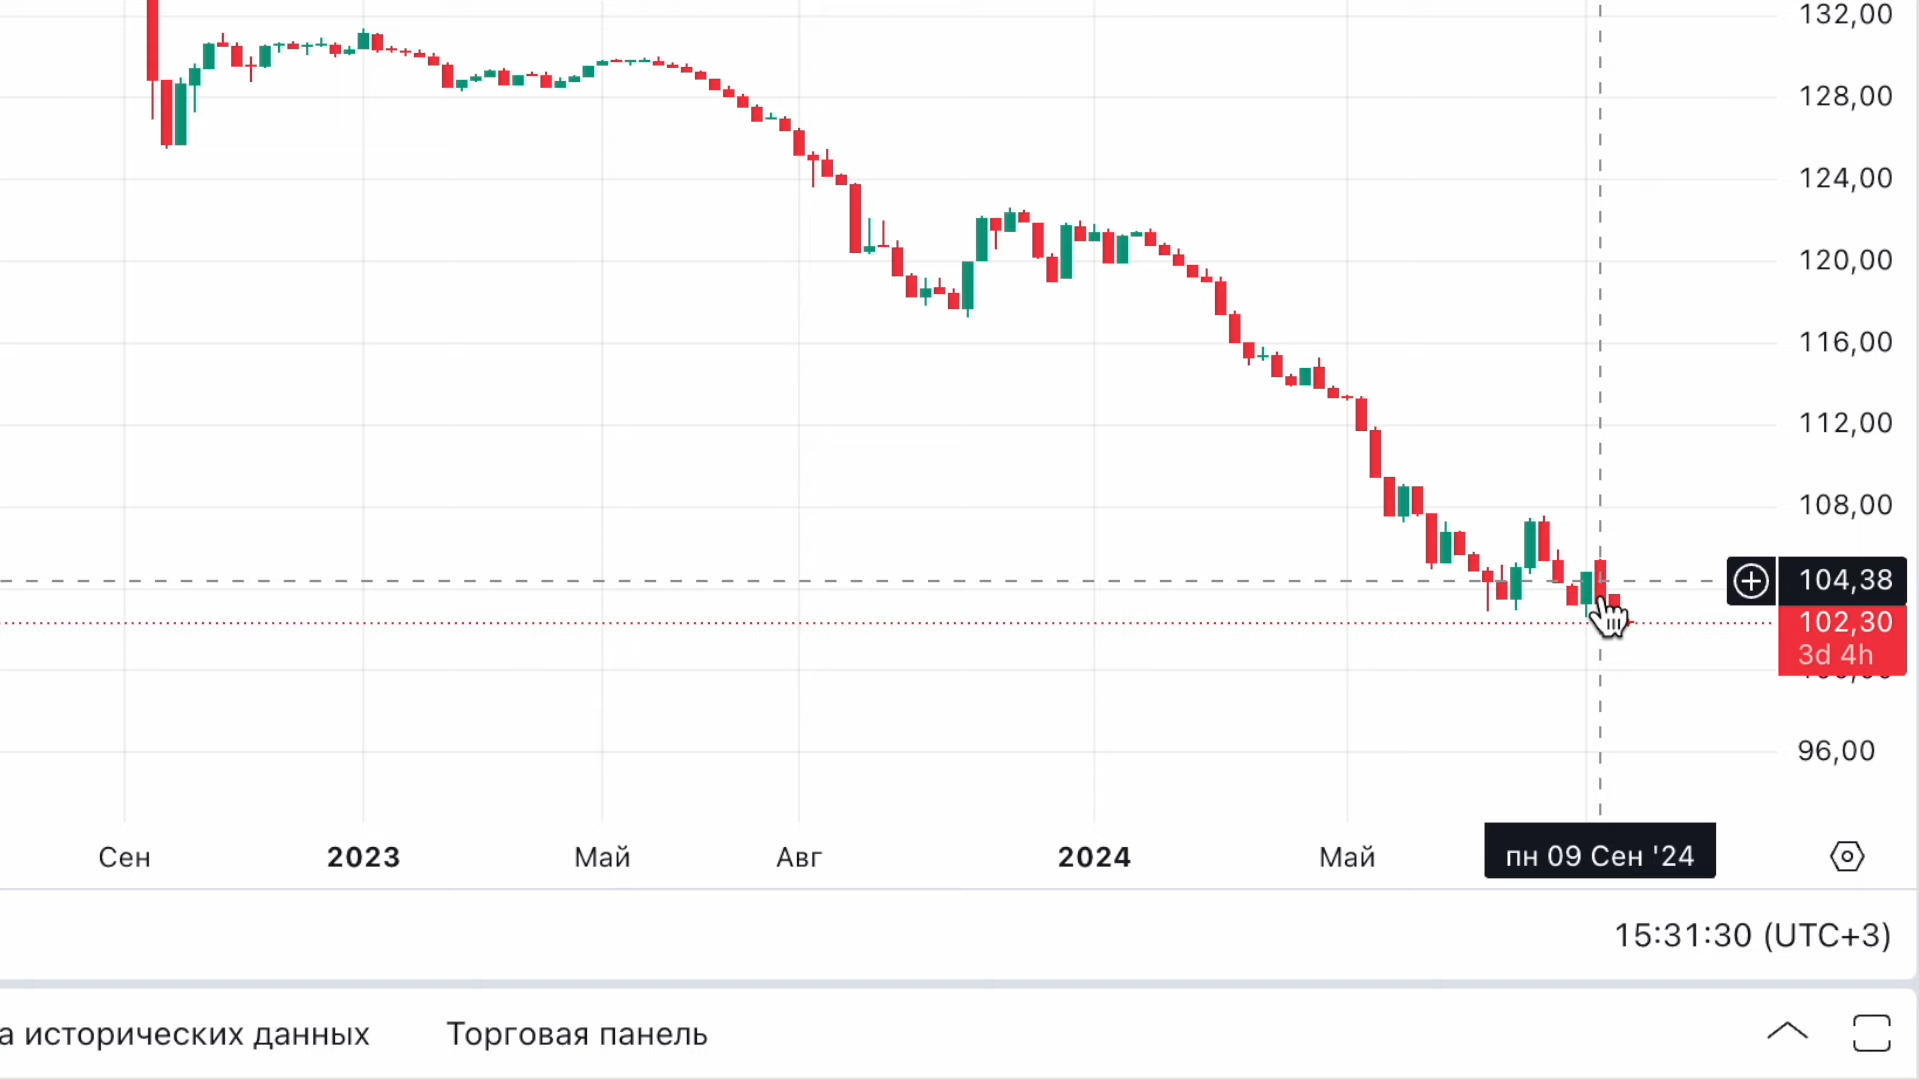 132,00
128,00
124,00
120,00
116,00
112,00
108,00
104,38
102,30
3d 4h
96,00
Сен
2023
Май
Авг
2024
Май
пн 09 Сен '24
15:31:30 (UTC+3)
а исторических данных
Торговая панель